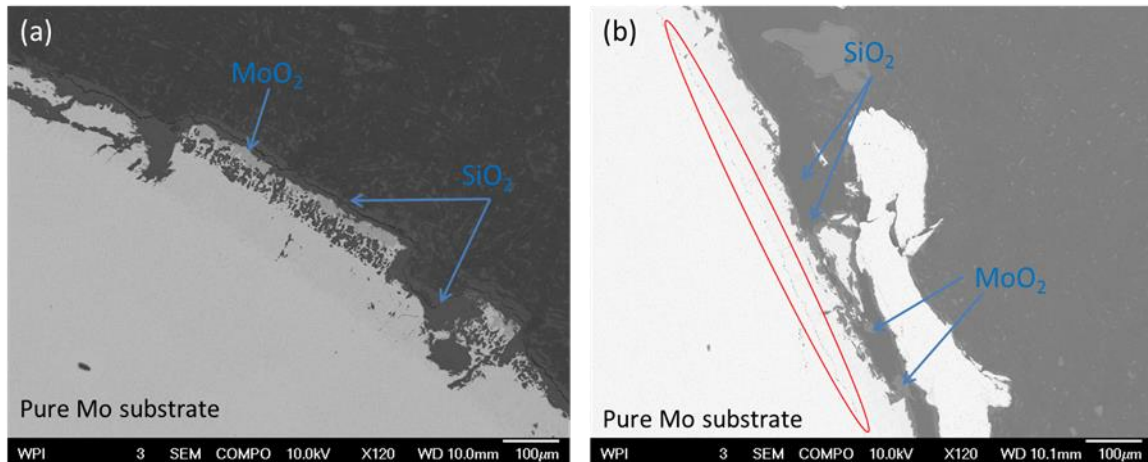 (a)
MoO₂
SiO₂
Pure Mo substrate
WPI 3 SEM COMPO 10.0kV X120 WD 10.0mm 100μm
(b)
SiO₂
MoO₂
Pure Mo substrate
WPI 3 SEM COMPO 10.0kV X120 WD 10.1mm 100μm